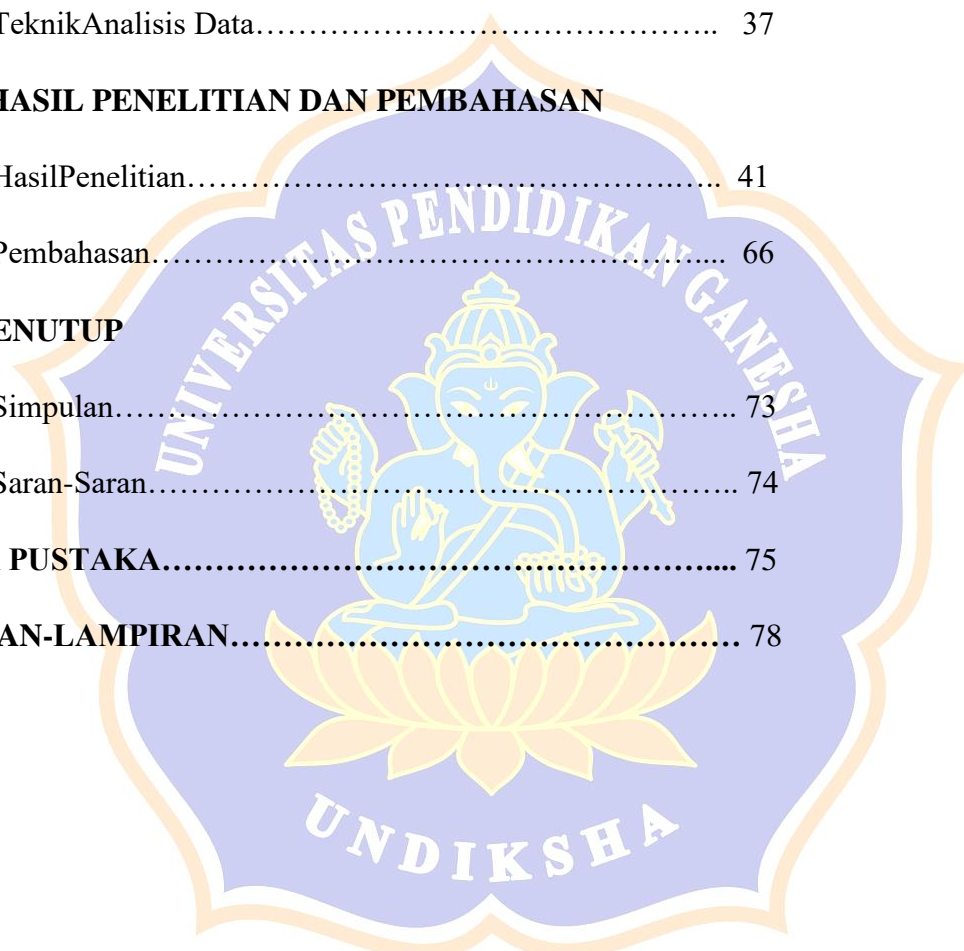 TeknikAnalisis Data……………………………………….. 37
HASIL PENELITIAN DAN PEMBAHASAN
HasilPenelitian……………………………………….….. 41
Pembahasan…………………………………………….... 66
ENUTUP
Simpulan…………………………………………………….. 73
Saran-Saran………………………………………………….. 74
PUSTAKA……………………………………………….... 75
AN-LAMPIRAN………………………………………… 78
UNIVERSITAS PENDIDIKAN GANESHA
UNDIKSHA